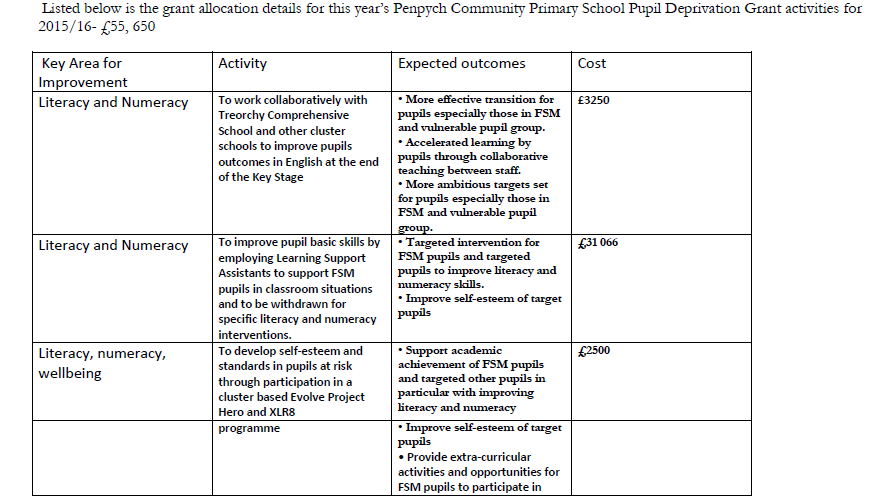 Listed below is the grant allocation details for this year's Penpych Community Primary School Pupil Deprivation Grant activities for
2015/16- £55, 650
Key Area for
Improvement
Activity
Expected outcomes
Cost
Literacy and Numeracy
To work collaboratively with
Treorchy Comprehensive
School and other cluster
schools to improve pupils
outcomes in English at the end
of the Key Stage
• More effective transition for
pupils especially those in FSM
and vulnerable pupil group.
• Accelerated learning by
pupils through collaborative
teaching between staff.
• More ambitious targets set
for pupils especially those in
FSM and vulnerable pupil
group.
£3250
Literacy and Numeracy
To improve pupil basic skills by
employing Learning Support
Assistants to support FSM
pupils in classroom situations
and to be withdrawn for
specific literacy and numeracy
interventions.
• Targeted intervention for
FSM pupils and targeted
pupils to improve literacy and
numeracy skills.
• Improve self-esteem of target
pupils
£31 066
Literacy, numeracy,
wellbeing
To develop self-esteem and
standards in pupils at risk
through participation in a
cluster based Evolve Project
Hero and XLR8
programme
• Support academic
achievement of FSM pupils
and targeted other pupils in
particular with improving
literacy and numeracy
• Improve self-esteem of target
pupils
• Provide extra-curricular
activities and opportunities for
FSM pupils to participate in
£2500